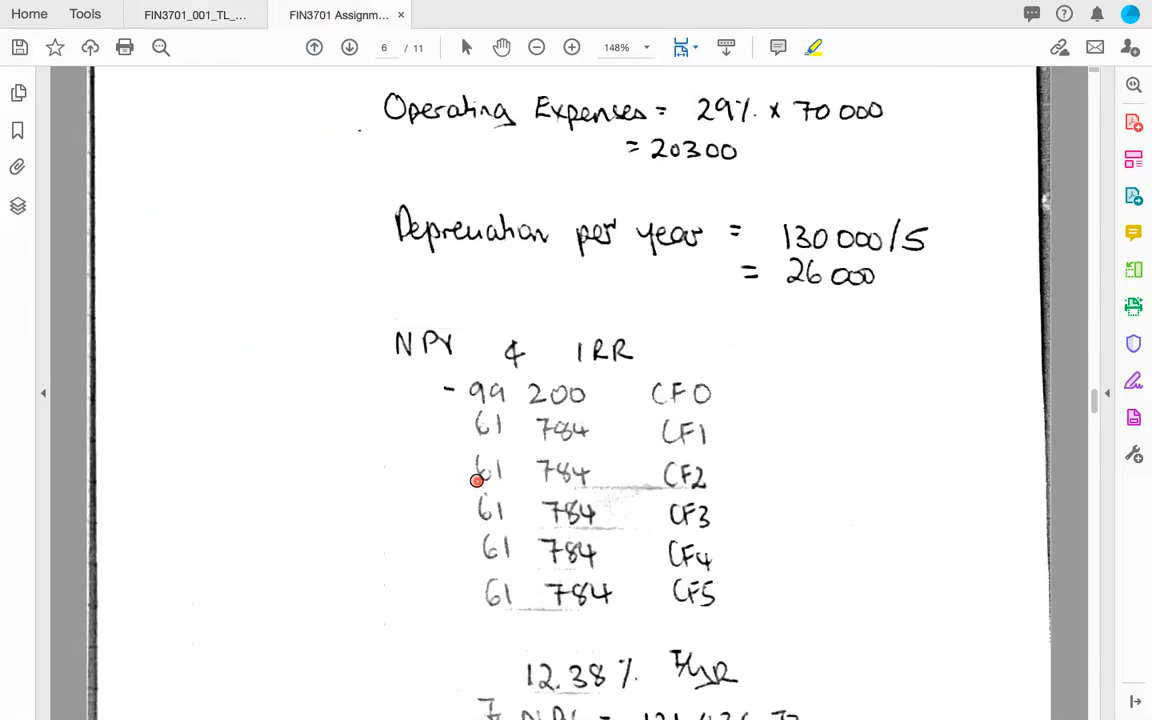 Home Tools FIN3701_001_TL_... FIN3701 Assignm... ×
6 / 11 148%
Operating Expenses = 29% × 70 000
= 20300
per year = 130 000/5
= 26 000
NPV & IRR
- 99 200 CF0
61 784 CF1
61 784 CF2
61 784 CF3
61 784 CF4
61 784 CF5
12.38 %
NPV =